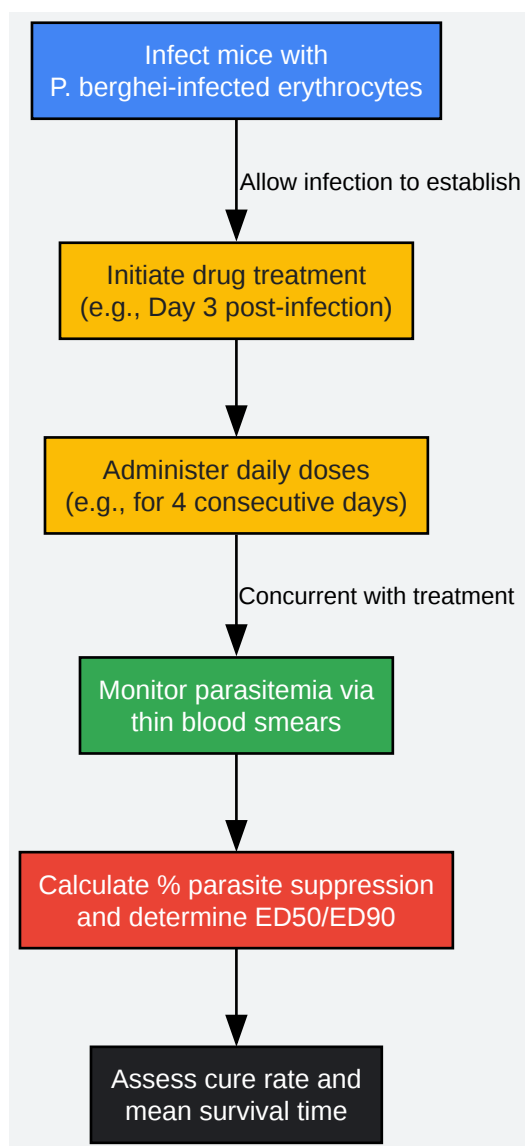 Infect mice with
P. berghei-infected erythrocytes
Allow infection to establish
Initiate drug treatment
(e.g., Day 3 post-infection)
Administer daily doses
(e.g., for 4 consecutive days)
Concurrent with treatment
Monitor parasitemia via
thin blood smears
Calculate % parasite suppression
and determine ED50/ED90
Assess cure rate and
mean survival time